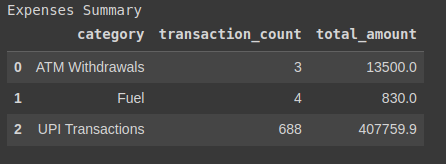 Expenses Summary
category transaction_count total_amount
0 ATM Withdrawals 3 13500.0
1 Fuel 4 830.0
2 UPI Transactions 688 407759.9